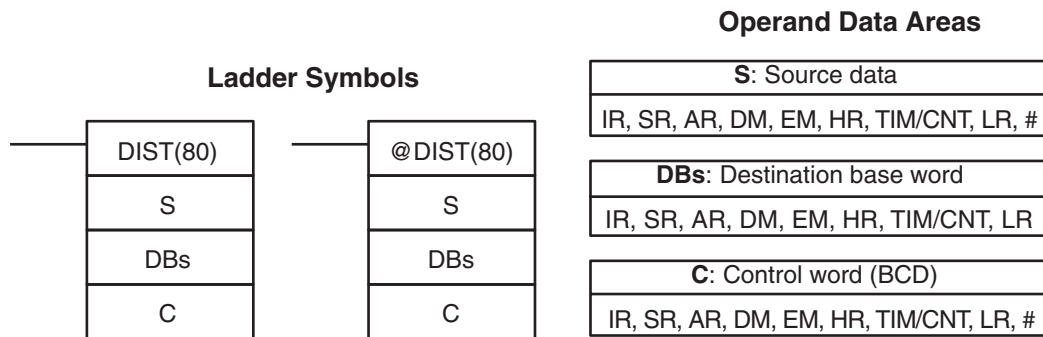 Ladder Symbols
DIST(80)
S
DBs
C
@DIST(80)
S
DBs
C
Operand Data Areas
S: Source data
IR, SR, AR, DM, EM, HR, TIM/CNT, LR, #
DBs: Destination base word
IR, SR, AR, DM, EM, HR, TIM/CNT, LR
C: Control word (BCD)
IR, SR, AR, DM, EM, HR, TIM/CNT, LR, #